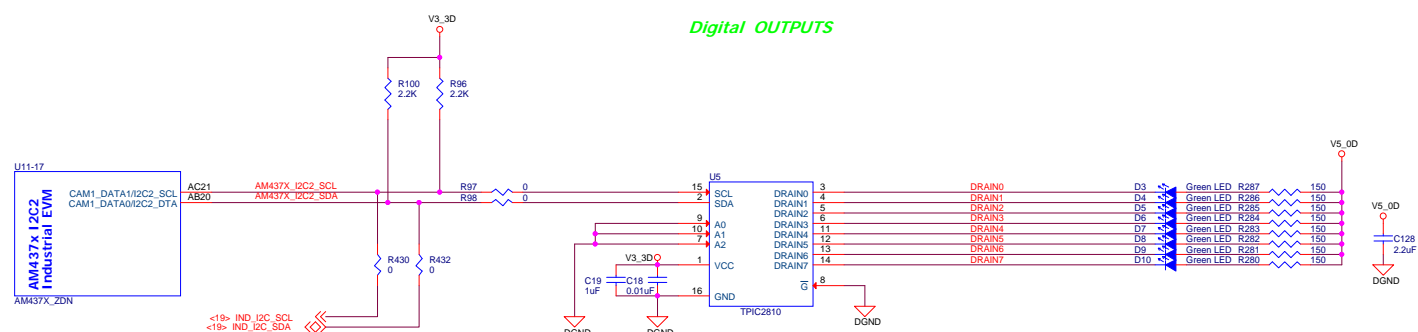 Digital OUTPUTS
V3_3D
R100
2.2K
R96
2.2K
U11-17
AM437x I2C2
Industrial EVM
CAM1_DATA1/I2C2_SCL
CAM1_DATA0/I2C2_DTA
AC21
AB20
AM437X_ZDN
AM437X_I2C2_SCL
AM437X_I2C2_SDA
R97 0
R98 0
R430
0
R432
0
<19> IND_I2C_SCL
<19> IND_I2C_SDA
U5
15 SCL
2 SDA
9 A0
10 A1
7 A2
1 VCC
16 GND
V3_3D
C19
1uF
C18
0.01uF
DGND
DGND
TPIC2810
DRAIN0 3 DRAIN0 D3 Green LED R287 150
DRAIN1 4 DRAIN1 D4 Green LED R286 150
DRAIN2 5 DRAIN2 D5 Green LED R285 150
DRAIN3 6 DRAIN3 D6 Green LED R284 150
DRAIN4 11 DRAIN4 D7 Green LED R283 150
DRAIN5 12 DRAIN5 D8 Green LED R282 150
DRAIN6 13 DRAIN6 D9 Green LED R281 150
DRAIN7 14 DRAIN7 D10 Green LED R280 150
G 8
DGND
V5_0D
V5_0D
C128
2.2uF
DGND